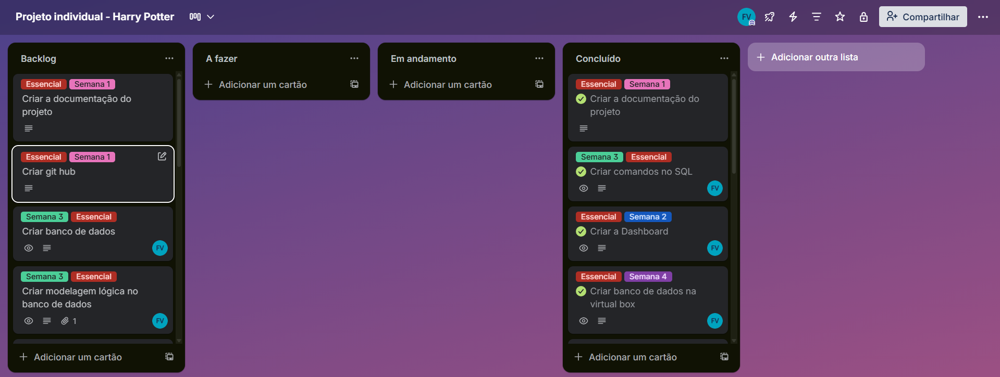 Projeto individual - Harry Potter
FV
Compartilhar
Backlog
Essencial Semana 1
Criar a documentação do
projeto
Essencial Semana 1
Criar git hub
Semana 3 Essencial
Criar banco de dados
FV
Semana 3 Essencial
Criar modelagem lógica no
banco de dados
1
FV
+ Adicionar um cartão
A fazer
+ Adicionar um cartão
Em andamento
+ Adicionar um cartão
Concluído
Essencial Semana 1
Criar a documentação do
projeto
Semana 3 Essencial
Criar comandos no SQL
FV
Essencial Semana 2
Criar a Dashboard
FV
Essencial Semana 4
Criar banco de dados na
virtual box
FV
+ Adicionar um cartão
+ Adicionar outra lista